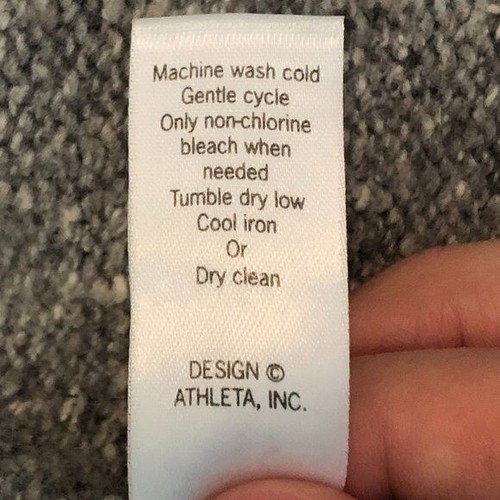 Machine wash cold
Gentle cycle
Only non-chlorine
bleach when
needed
Tumble dry low
Cool iron
Or
Dry clean
DESIGN ©
ATHLETA, INC.